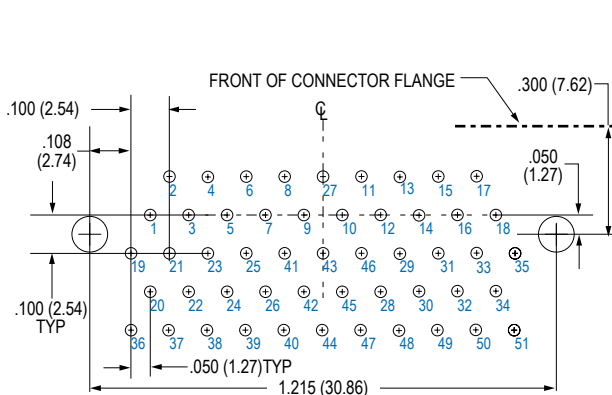 FRONT OF CONNECTOR FLANGE
.300 (7.62)
.100 (2.54)
℄
.108
(2.74)
.050
(1.27)
2 4 6 8 27 11 13 15 17
1 3 5 7 9 10 12 14 16 18
19 21 23 25 41 43 46 29 31 33 35
20 22 24 26 42 45 28 30 32 34
.100 (2.54)
TYP
36 37 38 39 40 44 47 48 49 50 51
.050 (1.27)TYP
1.215 (30.86)